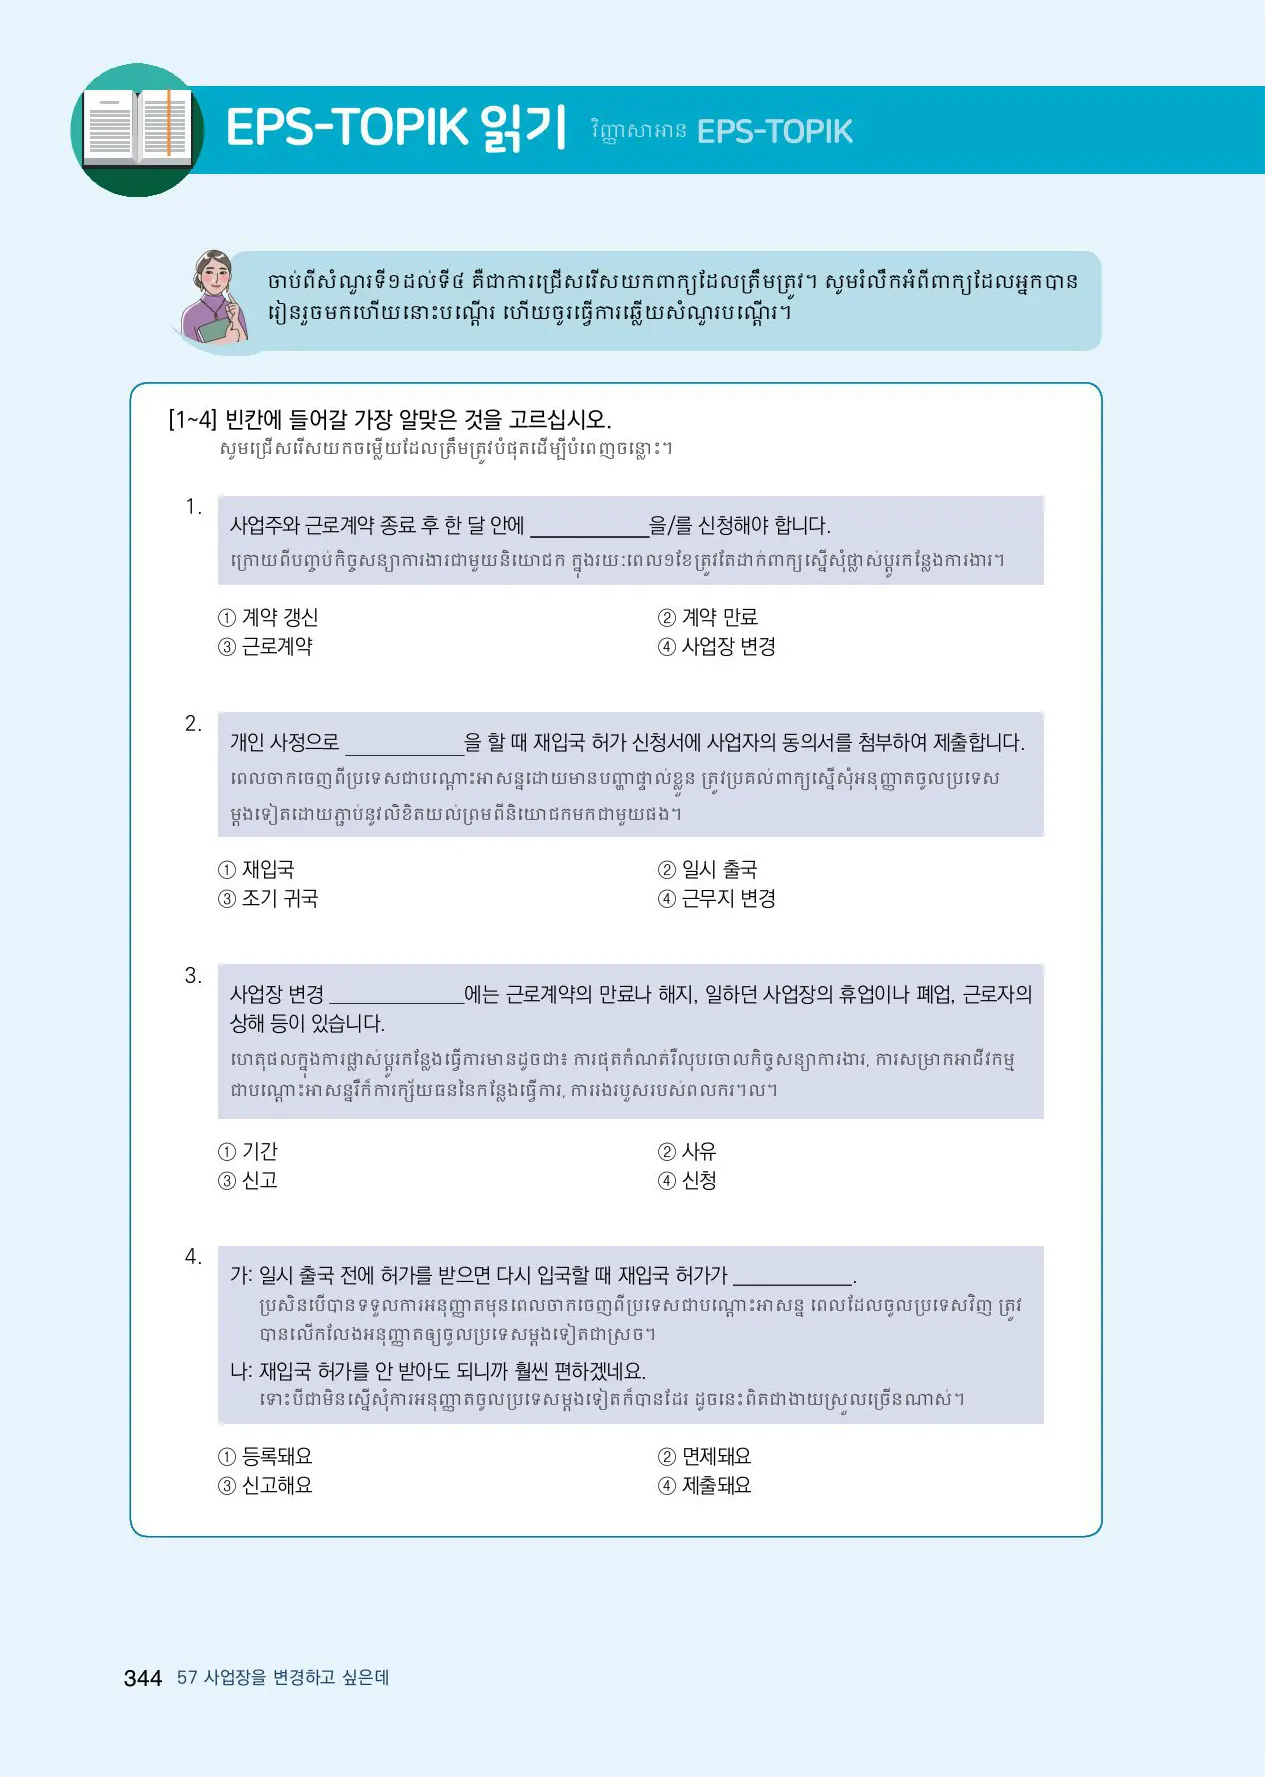 EPS-TOPIK 읽기 វិញ្ញាសាអាន EPS-TOPIK
ចាប់ពីសំណួរទី១ដល់ទី៤ គឺជាការជ្រើសរើសយកពាក្យដែលត្រឹមត្រូវ។ សូមរំលឹកអំពីពាក្យដែលអ្នកបាន
រៀនរួចមកហើយនោះបណ្តើរ ហើយចូរធ្វើការឆ្លើយសំណួរបណ្តើរ។
[1~4] 빈칸에 들어갈 가장 알맞은 것을 고르십시오.
សូមជ្រើសរើសយកចម្លើយដែលត្រឹមត្រូវបំផុតដើម្បីបំពេញចន្លោះ។
1.
사업주와 근로계약 종료 후 한 달 안에 ____________을/를 신청해야 합니다.
ក្រោយពីបញ្ចប់កិច្ចសន្យាការងារជាមួយនិយោជក ក្នុងរយៈពេល១ខែត្រូវតែដាក់ពាក្យស្នើសុំផ្លាស់ប្តូរកន្លែងការងារ។
① 계약 갱신 ② 계약 만료
③ 근로계약 ④ 사업장 변경
2.
개인 사정으로 ____________을 할 때 재입국 허가 신청서에 사업자의 동의서를 첨부하여 제출합니다.
ពេលចាកចេញពីប្រទេសជាបណ្តោះអាសន្នដោយមានបញ្ហាផ្ទាល់ខ្លួន ត្រូវប្រគល់ពាក្យស្នើសុំអនុញ្ញាតចូលប្រទេស
ម្តងទៀតដោយភ្ជាប់នូវលិខិតយល់ព្រមពីនិយោជកមកជាមួយផង។
① 재입국 ② 일시 출국
③ 조기 귀국 ④ 근무지 변경
3.
사업장 변경 ______________에는 근로계약의 만료나 해지, 일하던 사업장의 휴업이나 폐업, 근로자의
상해 등이 있습니다.
ហេតុផលក្នុងការផ្លាស់ប្តូរកន្លែងធ្វើការមានដូចជា៖ ការផុតកំណត់រឺលុបចោលកិច្ចសន្យាការងារ, ការសម្រាកអាជីវកម្ម
ជាបណ្តោះអាសន្នរឺក៏ការក្ស័យធននៃកន្លែងធ្វើការ, ការរងរបួសរបស់ពលករ។ល។
① 기간 ② 사유
③ 신고 ④ 신청
4.
가: 일시 출국 전에 허가를 받으면 다시 입국할 때 재입국 허가가 ____________.
ប្រសិនបើបានទទួលការអនុញ្ញាតមុនពេលចាកចេញពីប្រទេសជាបណ្តោះអាសន្ន ពេលដែលចូលប្រទេសវិញ ត្រូវ
បានលើកលែងអនុញ្ញាតឲ្យចូលប្រទេសម្តងទៀតជាស្រច។
나: 재입국 허가를 안 받아도 되니까 훨씬 편하겠네요.
ទោះបីជាមិនស្នើសុំការអនុញ្ញាតចូលប្រទេសម្តងទៀតក៏បានដែរ ដូចនេះពិតជាងាយស្រួលច្រើនណាស់។
① 등록돼요 ② 면제돼요
③ 신고해요 ④ 제출돼요
344 57 사업장을 변경하고 싶은데